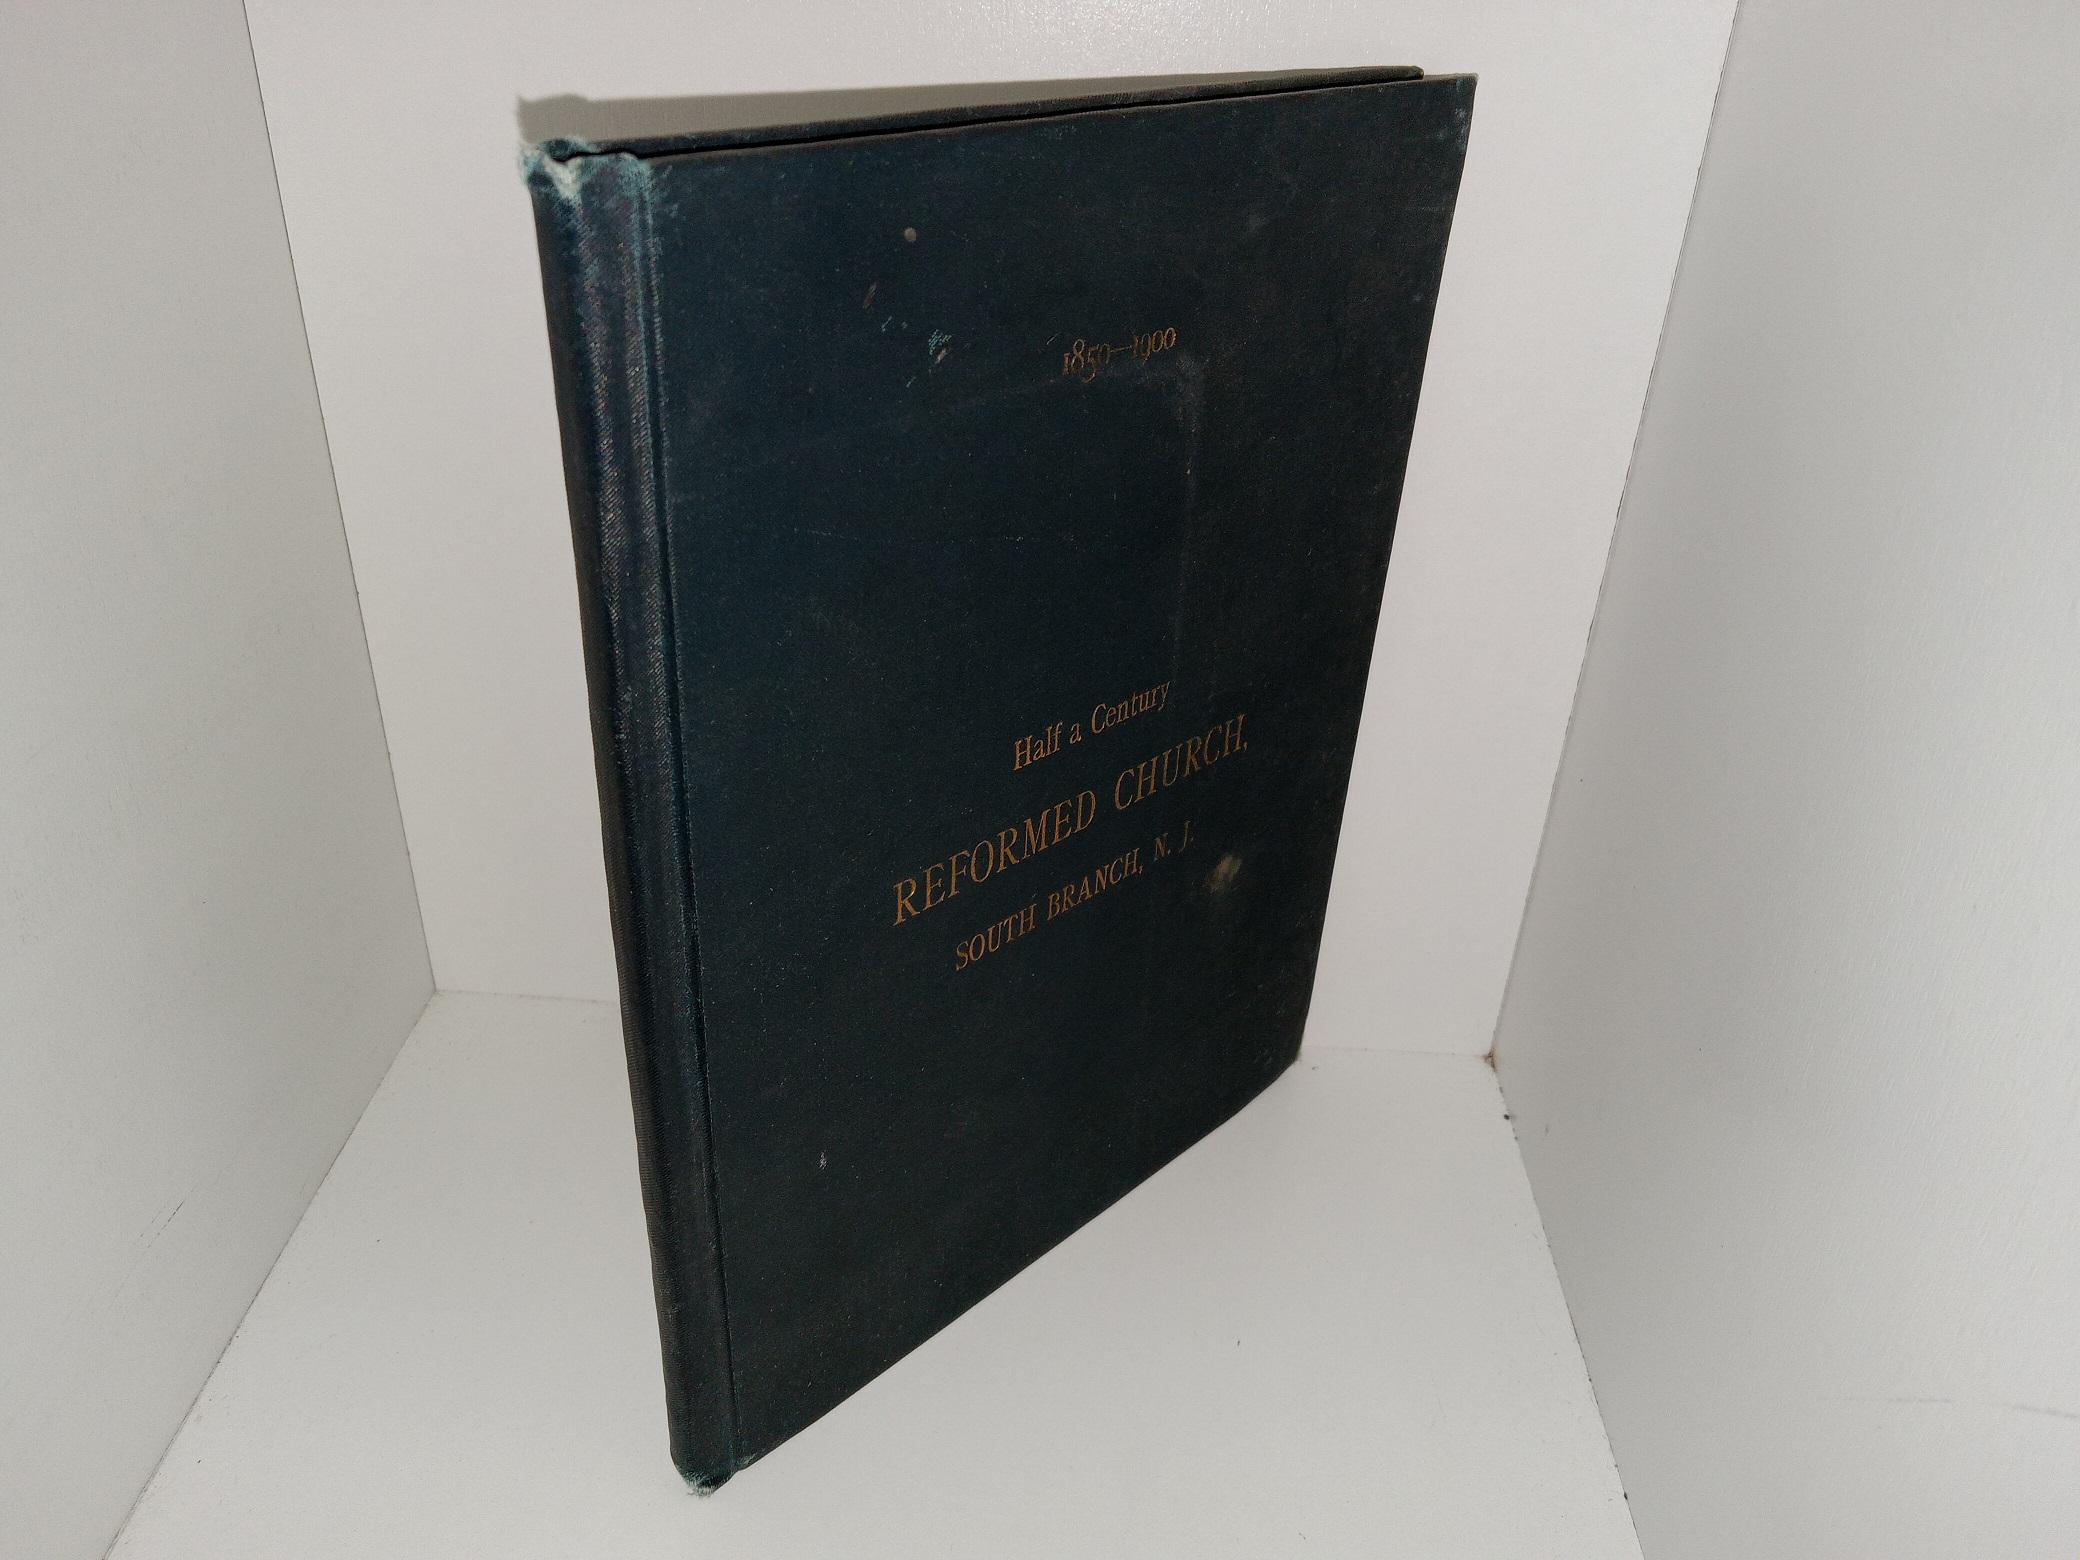 1850—1900
Half a Century
REFORMED CHURCH,
SOUTH BRANCH, N. J.